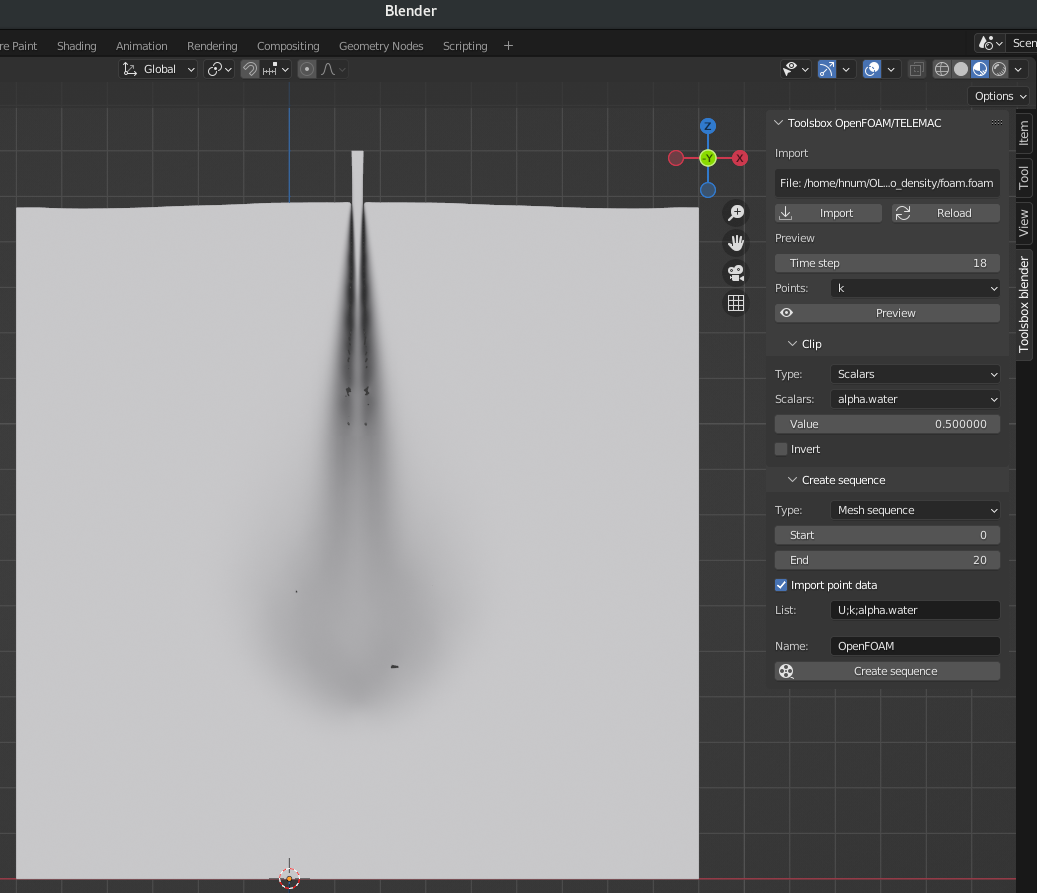 Blender
re Paint Shading Animation Rendering Compositing Geometry Nodes Scripting +
Scen
Global
Options
Z
-Y
X
Toolsbox OpenFOAM/TELEMAC
Import
File: /home/hnum/OL...o_density/foam.foam
Import Reload
Preview
Time step 18
Points: k
Preview
Clip
Type: Scalars
Scalars: alpha.water
Value 0.500000
Invert
Create sequence
Type: Mesh sequence
Start 0
End 20
Import point data
List: U;k;alpha.water
Name: OpenFOAM
Create sequence
Item
Tool
View
Toolsbox blender